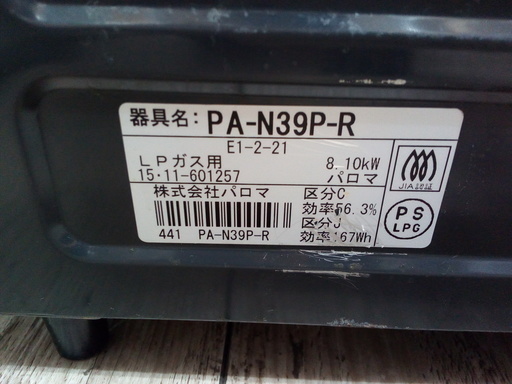 器具名: PA-N39P-R
E1-2-21
LPガス用 8.10kW
15・11-601257 パロマ
株式会社パロマ 区分C
効率56.3%
区分J
441 PA-N39P-R 効率167Wh
JIA認証
PS
LPG